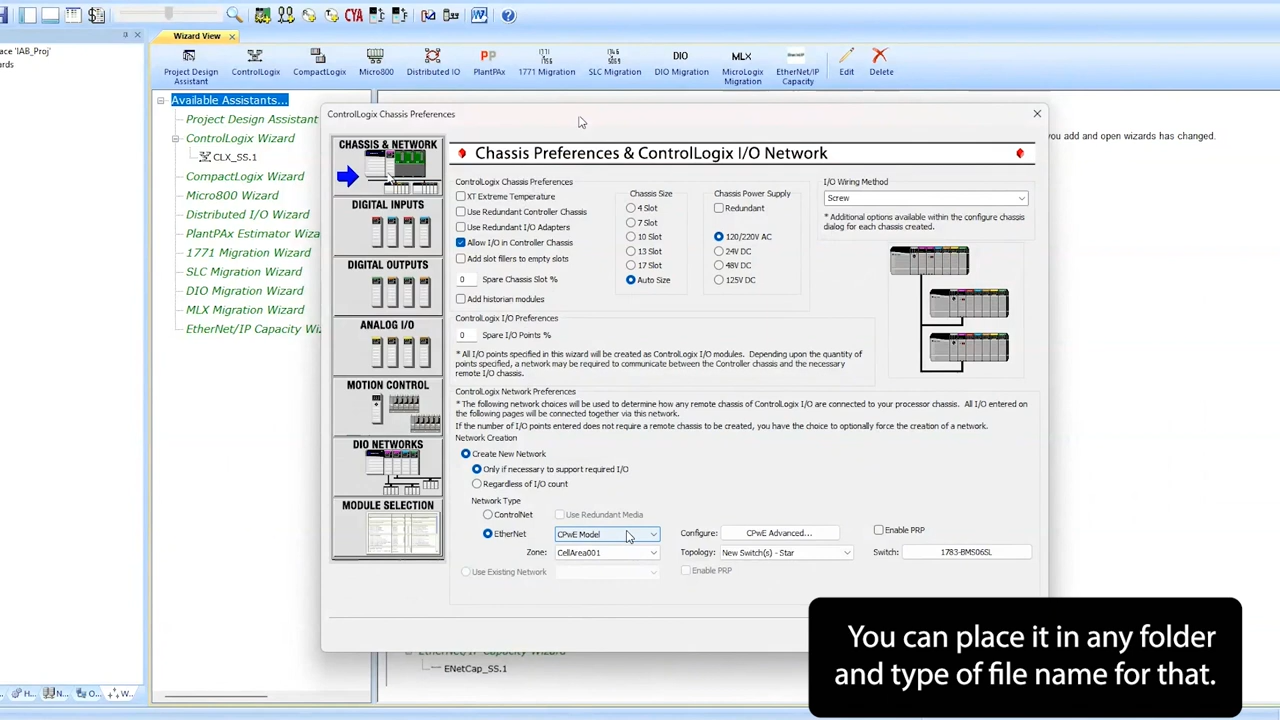 CYA
Wizard View
ace 'IAB_Proj'
ards
Project Design Assistant
ControlLogix
CompactLogix
Micro800
Distributed IO
PP
PlantPAx
1771 Migration
SLC Migration
DIO
DIO Migration
MLX
MicroLogix Migration
EtherNet/IP Capacity
Edit
Delete
Available Assistants...
Project Design Assistant
ControlLogix Wizard
CLX_SS.1
CompactLogix Wizard
Micro800 Wizard
Distributed I/O Wizard
PlantPAx Estimator Wiza
1771 Migration Wizard
SLC Migration Wizard
DIO Migration Wizard
MLX Migration Wizard
EtherNet/IP Capacity Wi
you add and open wizards has changed.
ControlLogix Chassis Preferences
CHASSIS & NETWORK
DIGITAL INPUTS
DIGITAL OUTPUTS
ANALOG I/O
MOTION CONTROL
DIO NETWORKS
MODULE SELECTION
Chassis Preferences & ControlLogix I/O Network
ControlLogix Chassis Preferences
XT Extreme Temperature
Use Redundant Controller Chassis
Use Redundant I/O Adapters
Allow I/O in Controller Chassis
Add slot fillers to empty slots
0 Spare Chassis Slot %
Add historian modules
Chassis Size
4 Slot
7 Slot
10 Slot
13 Slot
17 Slot
Auto Size
Chassis Power Supply
Redundant
120/220V AC
24V DC
48V DC
125V DC
I/O Wiring Method
Screw
* Additional options available within the configure chassis
dialog for each chassis created.
ControlLogix I/O Preferences
0 Spare I/O Points %
* All I/O points specified in this wizard will be created as ControlLogix I/O modules. Depending upon the quantity of
points specified, a network may be required to communicate between the Controller chassis and the necessary
remote I/O chassis.
ControlLogix Network Preferences
* The following network choices will be used to determine how any remote chassis of ControlLogix I/O are connected to your processor chassis. All I/O entered on
the following pages will be connected together via this network.
If the number of I/O points entered does not require a remote chassis to be created, you have the choice to optionally force the creation of a network.
Network Creation
Create New Network
Only if necessary to support required I/O
Regardless of I/O count
Network Type
ControlNet Use Redundant Media
EtherNet CPwE Model Configure: CPwE Advanced... Enable PRP
Zone: CellArea001 Topology: New Switch(s) - Star Switch: 1783-BMS06SL
Use Existing Network Enable PRP
EtherNet/IP Capacity Wizard
ENetCap_SS.1
H... N... O... W...
You can place it in any folder
and type of file name for that.